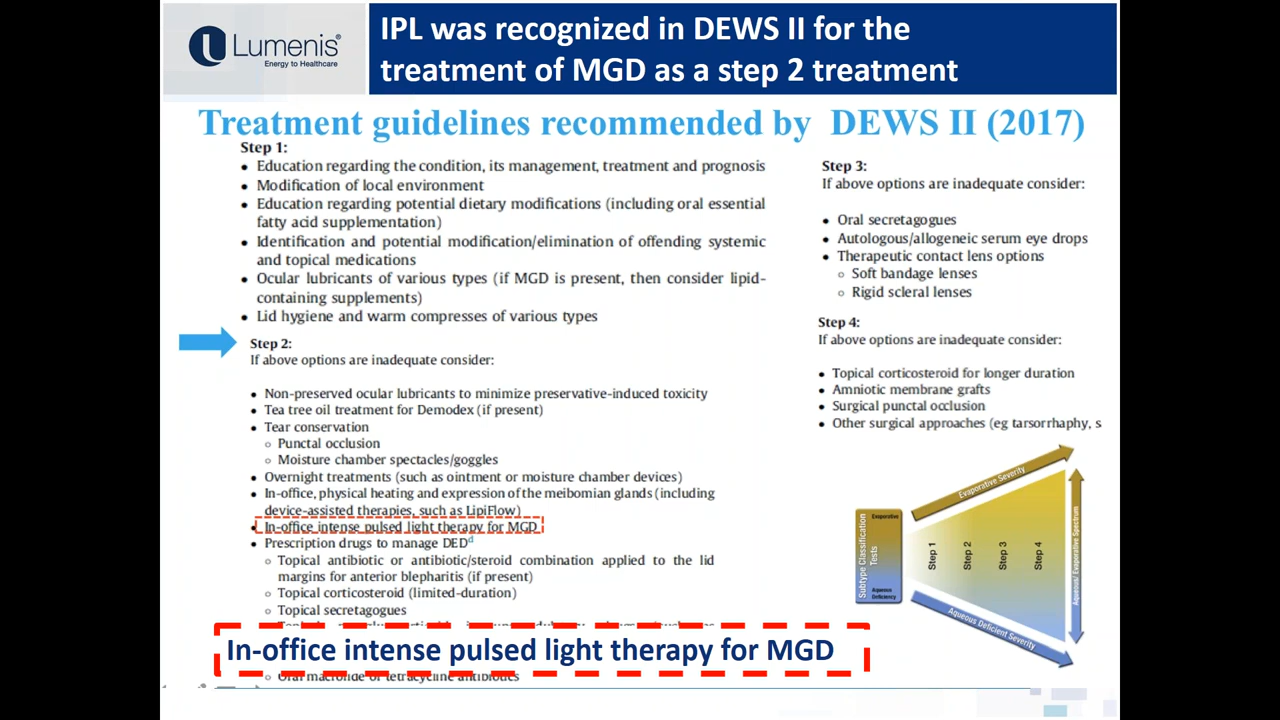 Lumenis®
Energy to Healthcare
IPL was recognized in DEWS II for the
treatment of MGD as a step 2 treatment
Treatment guidelines recommended by DEWS II (2017)
Step 1:
• Education regarding the condition, its management, treatment and prognosis
• Modification of local environment
• Education regarding potential dietary modifications (including oral essential
fatty acid supplementation)
• Identification and potential modification/elimination of offending systemic
and topical medications
• Ocular lubricants of various types (if MGD is present, then consider lipid-
containing supplements)
• Lid hygiene and warm compresses of various types
Step 2:
If above options are inadequate consider:
• Non-preserved ocular lubricants to minimize preservative-induced toxicity
• Tea tree oil treatment for Demodex (if present)
• Tear conservation
○ Punctal occlusion
○ Moisture chamber spectacles/goggles
• Overnight treatments (such as ointment or moisture chamber devices)
• In-office, physical heating and expression of the meibomian glands (including
device-assisted therapies, such as LipiFlow)
• In-office intense pulsed light therapy for MGD
• Prescription drugs to manage DEDᵈ
○ Topical antibiotic or antibiotic/steroid combination applied to the lid
margins for anterior blepharitis (if present)
○ Topical corticosteroid (limited-duration)
○ Topical secretagogues
In-office intense pulsed light therapy for MGD
○ Oral macrolide or tetracycline antibiotics
Step 3:
If above options are inadequate consider:
• Oral secretagogues
• Autologous/allogeneic serum eye drops
• Therapeutic contact lens options
○ Soft bandage lenses
○ Rigid scleral lenses
Step 4:
If above options are inadequate consider:
• Topical corticosteroid for longer duration
• Amniotic membrane grafts
• Surgical punctal occlusion
• Other surgical approaches (eg tarsorrhaphy, s
Evaporative Severity
Subtype Classification
Tests
Evaporative
Aqueous
Deficiency
Step 1
Step 2
Step 3
Step 4
Aqueous/ Evaporative Spectrum
Aqueous Deficient Severity